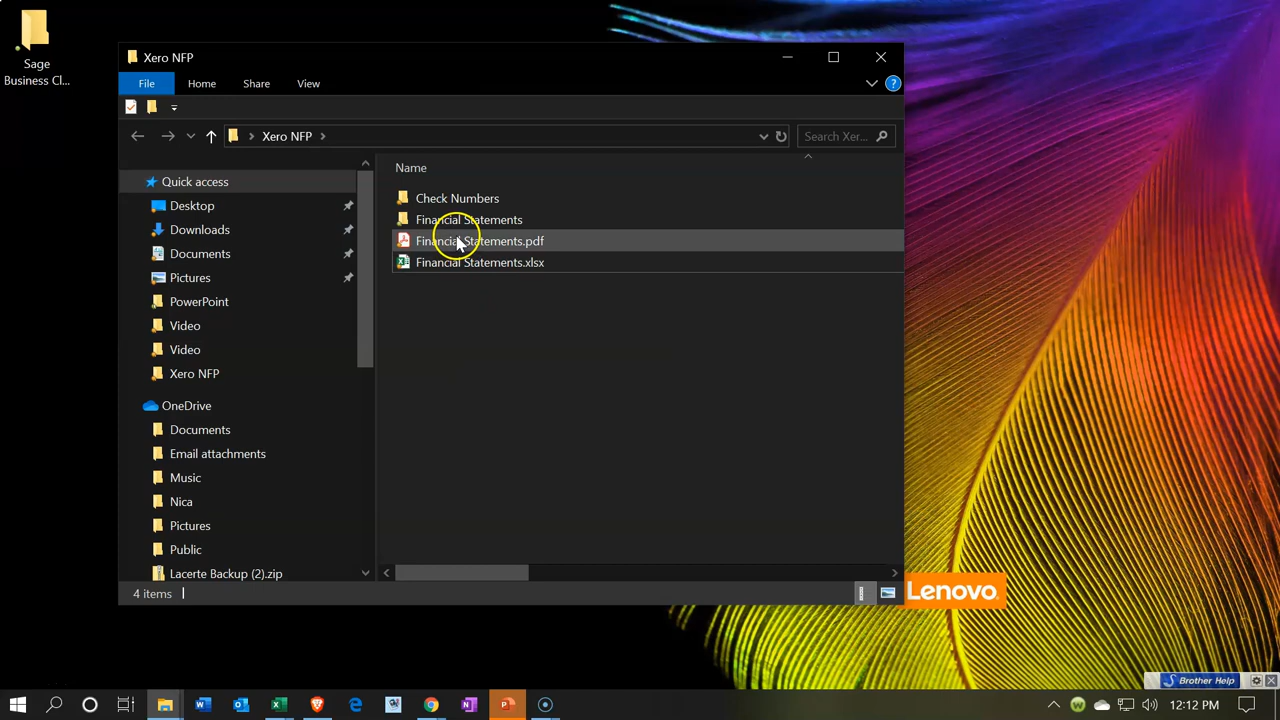 Sage
Business Cl...
Xero NFP
File
Home
Share
View
Xero NFP
Search Xer...
Name
Quick access
Desktop
Downloads
Documents
Pictures
PowerPoint
Video
Video
Xero NFP
OneDrive
Documents
Email attachments
Music
Nica
Pictures
Public
Lacerte Backup (2).zip
Check Numbers
Financial Statements
Financial Statements.pdf
Financial Statements.xlsx
4 items
Lenovo.
Brother Help
12:12 PM